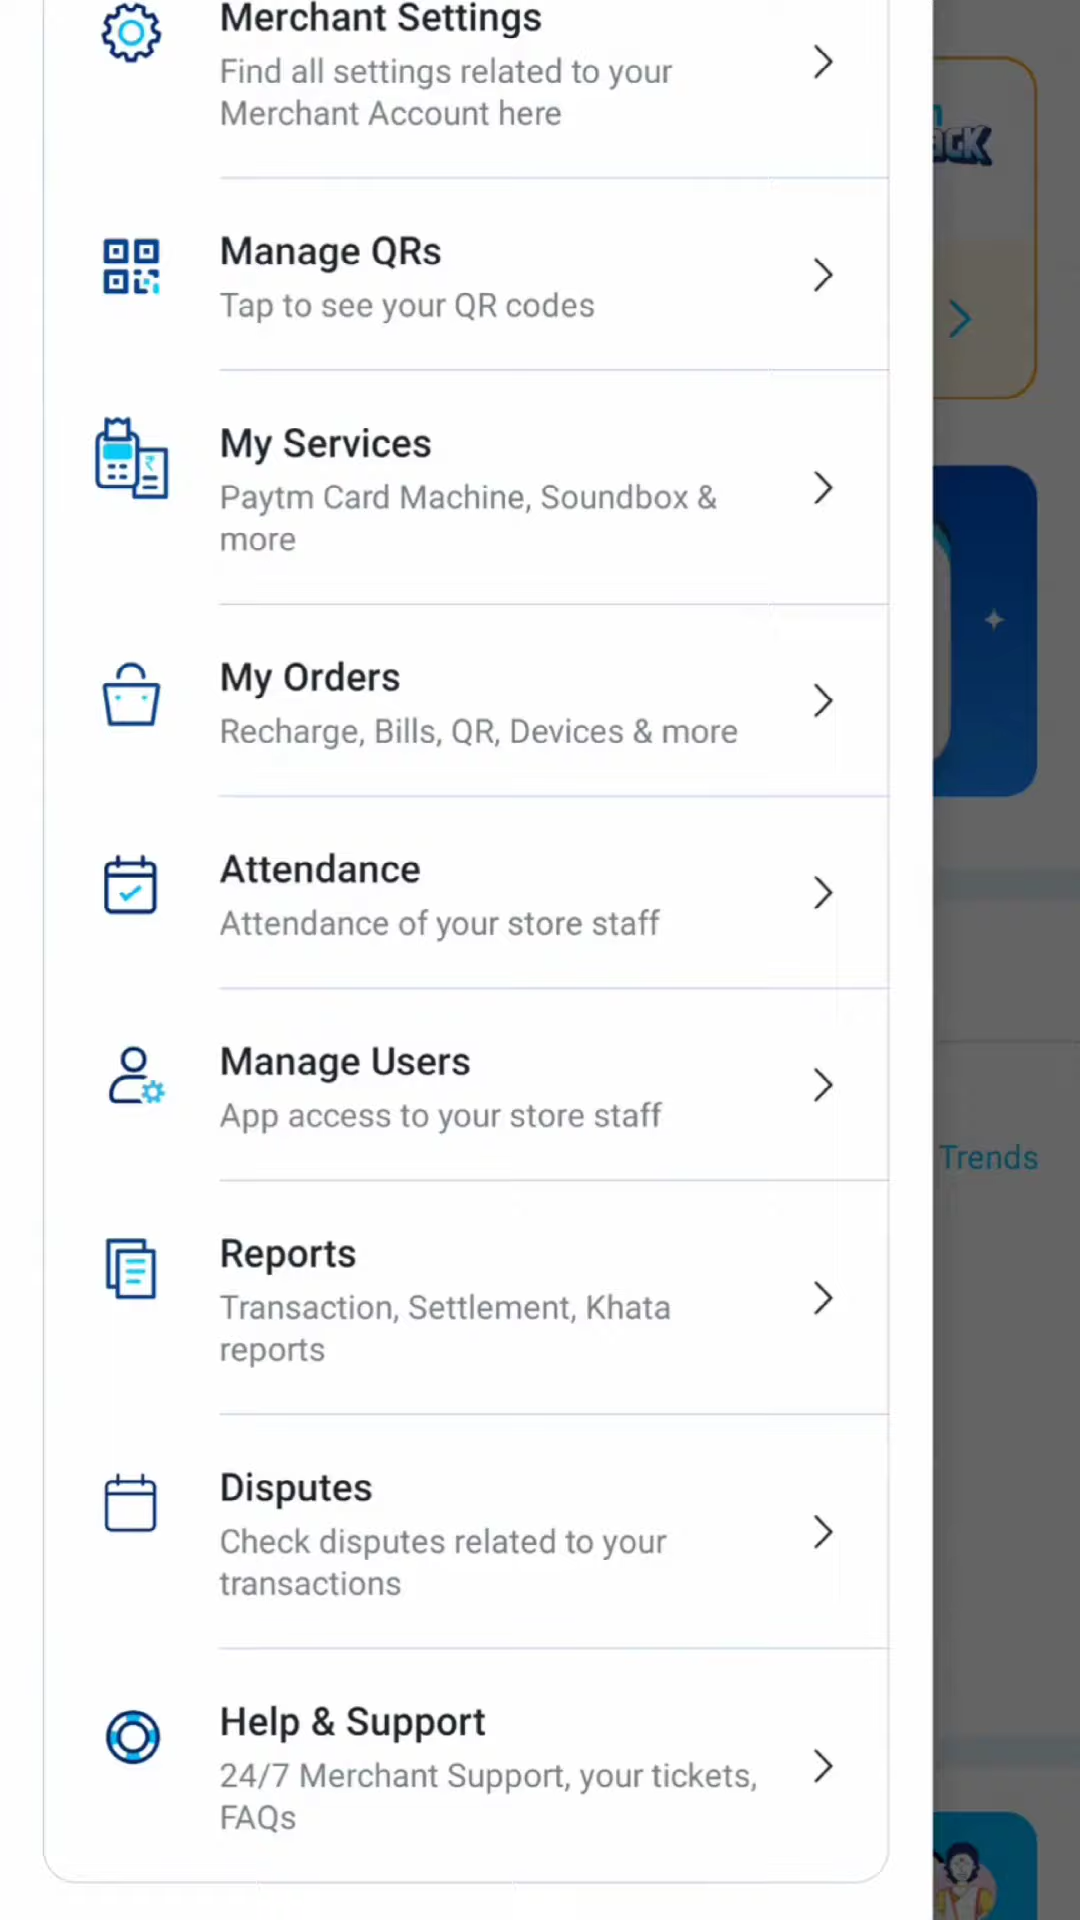 Merchant Settings
Find all settings related to your
Merchant Account here
Manage QRs
Tap to see your QR codes
My Services
Paytm Card Machine, Soundbox &
more
My Orders
Recharge, Bills, QR, Devices & more
Attendance
Attendance of your store staff
Manage Users
App access to your store staff
Trends
Reports
Transaction, Settlement, Khata
reports
Disputes
Check disputes related to your
transactions
Help & Support
24/7 Merchant Support, your tickets,
FAQs